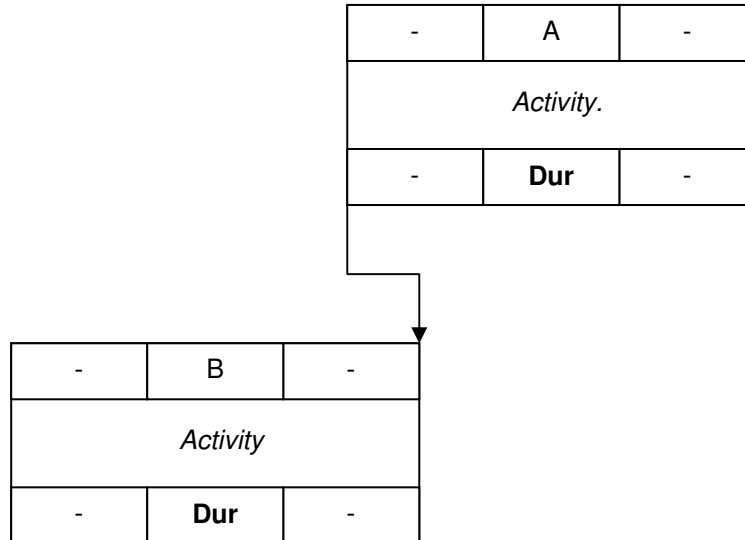 - A -
Activity.
- Dur -
- B -
Activity
- Dur -